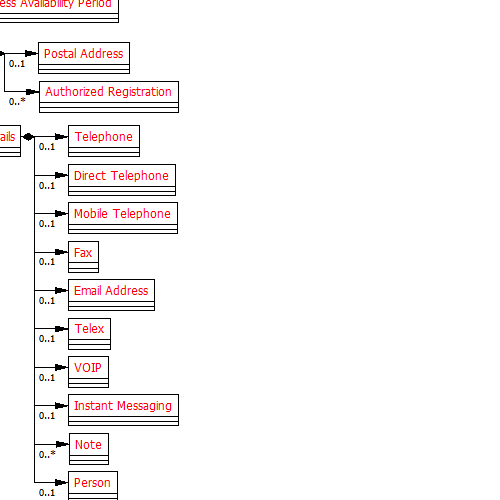 ess Availability Period
Postal Address
0..1
Authorized Registration
0..*
ails
Telephone
0..1
Direct Telephone
0..1
Mobile Telephone
0..1
Fax
0..1
Email Address
0..1
Telex
0..1
VOIP
0..1
Instant Messaging
0..1
Note
0..*
Person
0..1